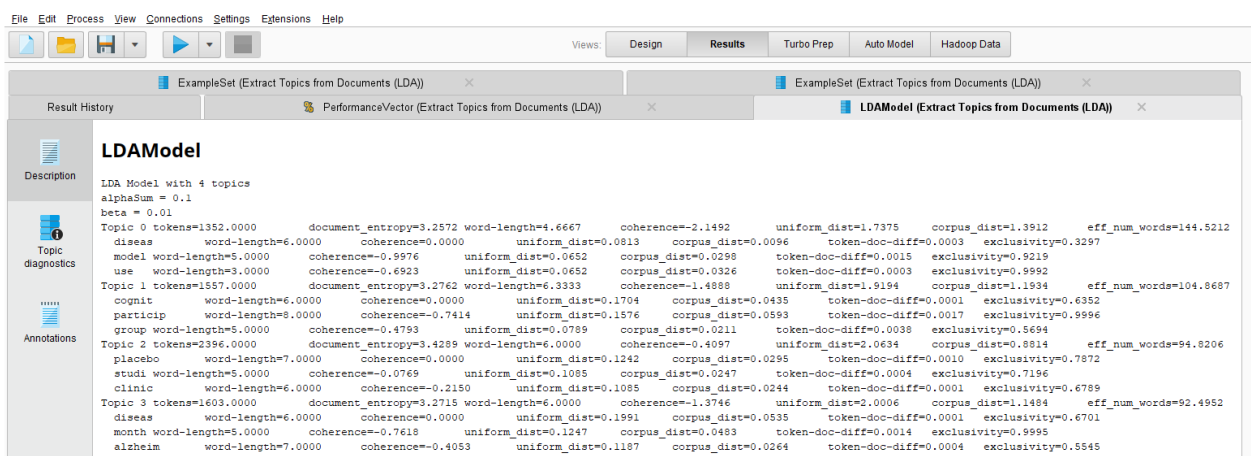 File Edit Process View Connections Settings Extensions Help
Views: Design Results Turbo Prep Auto Model Hadoop Data
ExampleSet (Extract Topics from Documents (LDA)) ExampleSet (Extract Topics from Documents (LDA))
Result History PerformanceVector (Extract Topics from Documents (LDA)) LDAModel (Extract Topics from Documents (LDA))
Description
Topic
diagnostics
Annotations
LDAModel
LDA Model with 4 topics
alphaSum = 0.1
beta = 0.01
Topic 0 tokens=1352.0000 document_entropy=3.2572 word-length=4.6667 coherence=-2.1492 uniform_dist=1.7375 corpus_dist=1.3912 eff_num_words=144.5212
diseas word-length=6.0000 coherence=0.0000 uniform_dist=0.0813 corpus_dist=0.0096 token-doc-diff=0.0003 exclusivity=0.3297
model word-length=5.0000 coherence=-0.9976 uniform_dist=0.0652 corpus_dist=0.0298 token-doc-diff=0.0015 exclusivity=0.9219
use word-length=3.0000 coherence=-0.6923 uniform_dist=0.0652 corpus_dist=0.0326 token-doc-diff=0.0003 exclusivity=0.9992
Topic 1 tokens=1557.0000 document_entropy=3.2762 word-length=6.3333 coherence=-1.4888 uniform_dist=1.9194 corpus_dist=1.1934 eff_num_words=104.8687
cognit word-length=6.0000 coherence=0.0000 uniform_dist=0.1704 corpus_dist=0.0435 token-doc-diff=0.0001 exclusivity=0.6352
particip word-length=8.0000 coherence=-0.7414 uniform_dist=0.1576 corpus_dist=0.0593 token-doc-diff=0.0017 exclusivity=0.9996
group word-length=5.0000 coherence=-0.4793 uniform_dist=0.0789 corpus_dist=0.0211 token-doc-diff=0.0038 exclusivity=0.5694
Topic 2 tokens=2396.0000 document_entropy=3.4289 word-length=6.0000 coherence=-0.4097 uniform_dist=2.0634 corpus_dist=0.8814 eff_num_words=94.8206
placebo word-length=7.0000 coherence=0.0000 uniform_dist=0.1242 corpus_dist=0.0295 token-doc-diff=0.0010 exclusivity=0.7872
studi word-length=5.0000 coherence=-0.0769 uniform_dist=0.1085 corpus_dist=0.0247 token-doc-diff=0.0004 exclusivity=0.7196
clinic word-length=6.0000 coherence=-0.2150 uniform_dist=0.1085 corpus_dist=0.0244 token-doc-diff=0.0001 exclusivity=0.6789
Topic 3 tokens=1603.0000 document_entropy=3.2715 word-length=6.0000 coherence=-1.3746 uniform_dist=2.0006 corpus_dist=1.1484 eff_num_words=92.4952
diseas word-length=6.0000 coherence=0.0000 uniform_dist=0.1991 corpus_dist=0.0535 token-doc-diff=0.0001 exclusivity=0.6701
month word-length=5.0000 coherence=-0.7618 uniform_dist=0.1247 corpus_dist=0.0483 token-doc-diff=0.0014 exclusivity=0.9995
alzheim word-length=7.0000 coherence=-0.4053 uniform_dist=0.1187 corpus_dist=0.0264 token-doc-diff=0.0004 exclusivity=0.5545